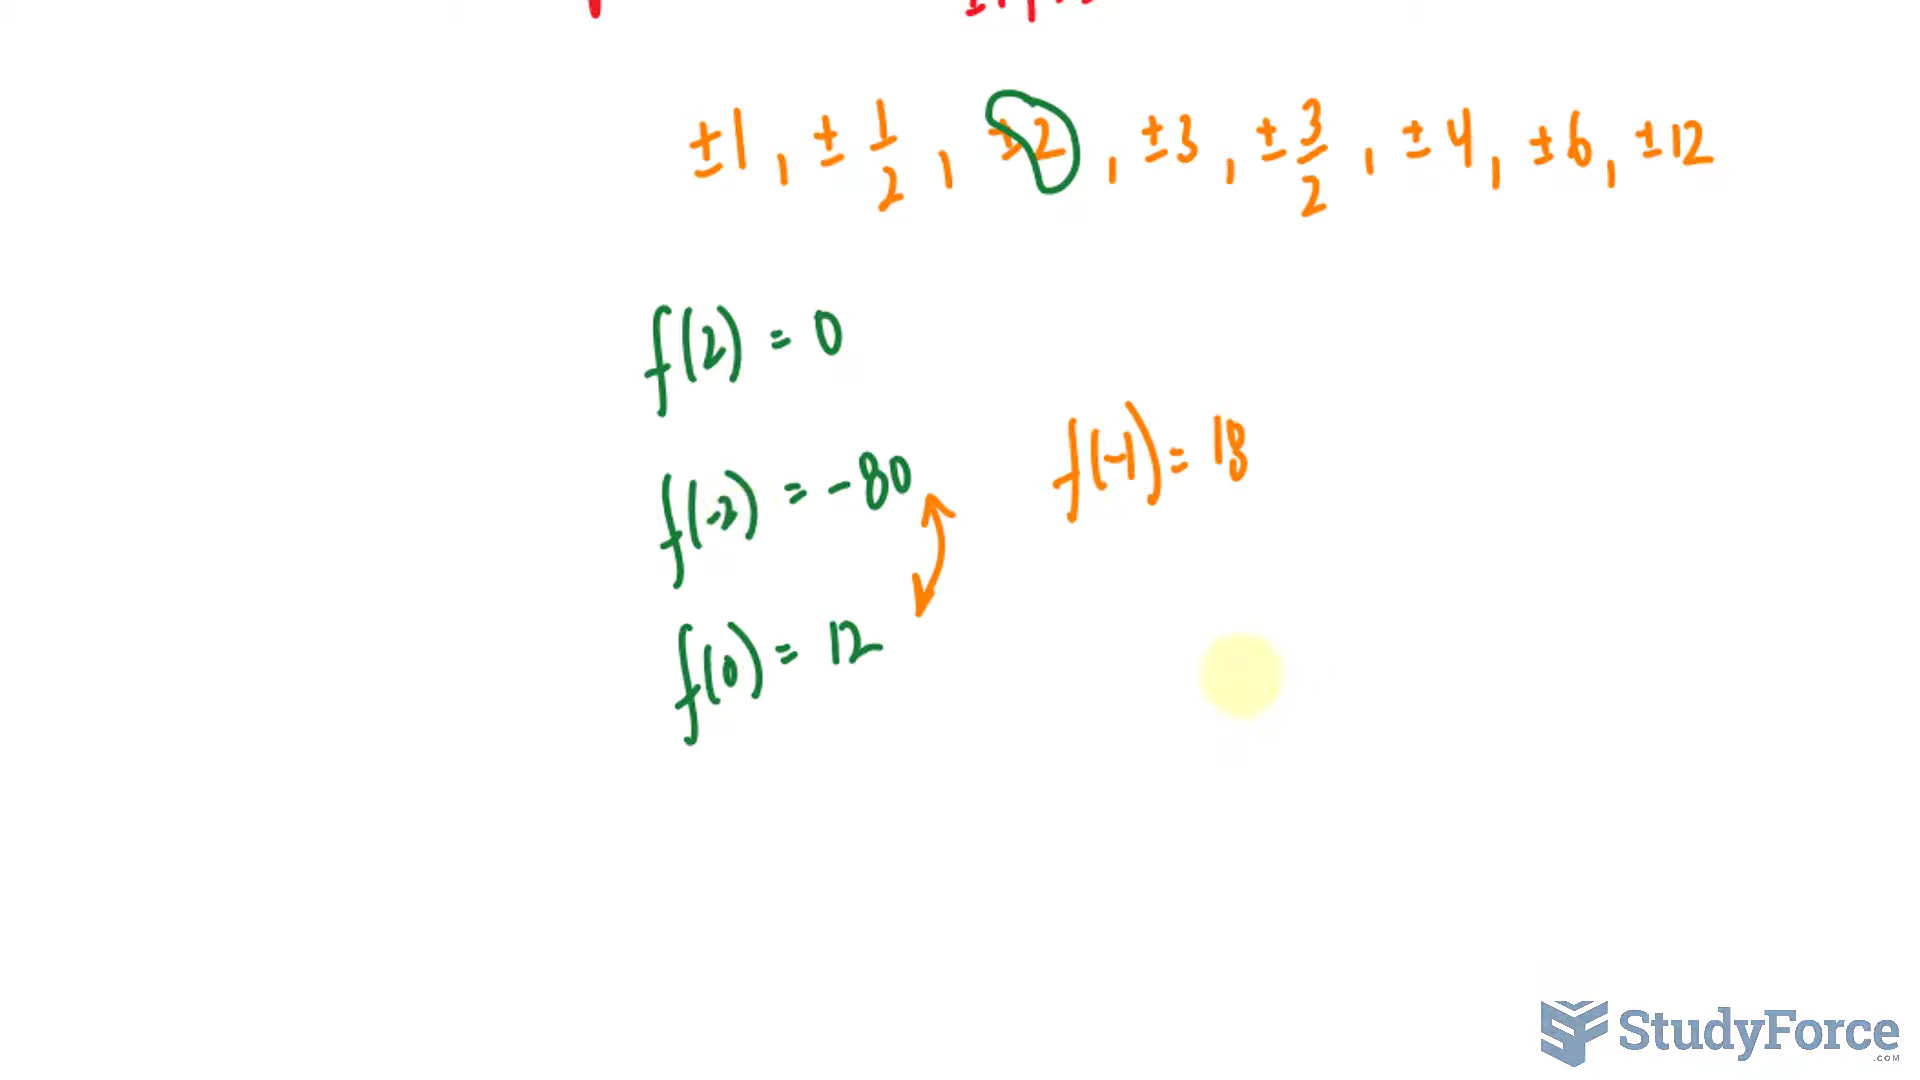 ±1, ±1/2, ±2, ±3, ±3/2, ±4, ±6, ±12
f(2) = 0
f(-1) = 18
f(-2) = -80
f(0) = 12
StudyForce
.COM